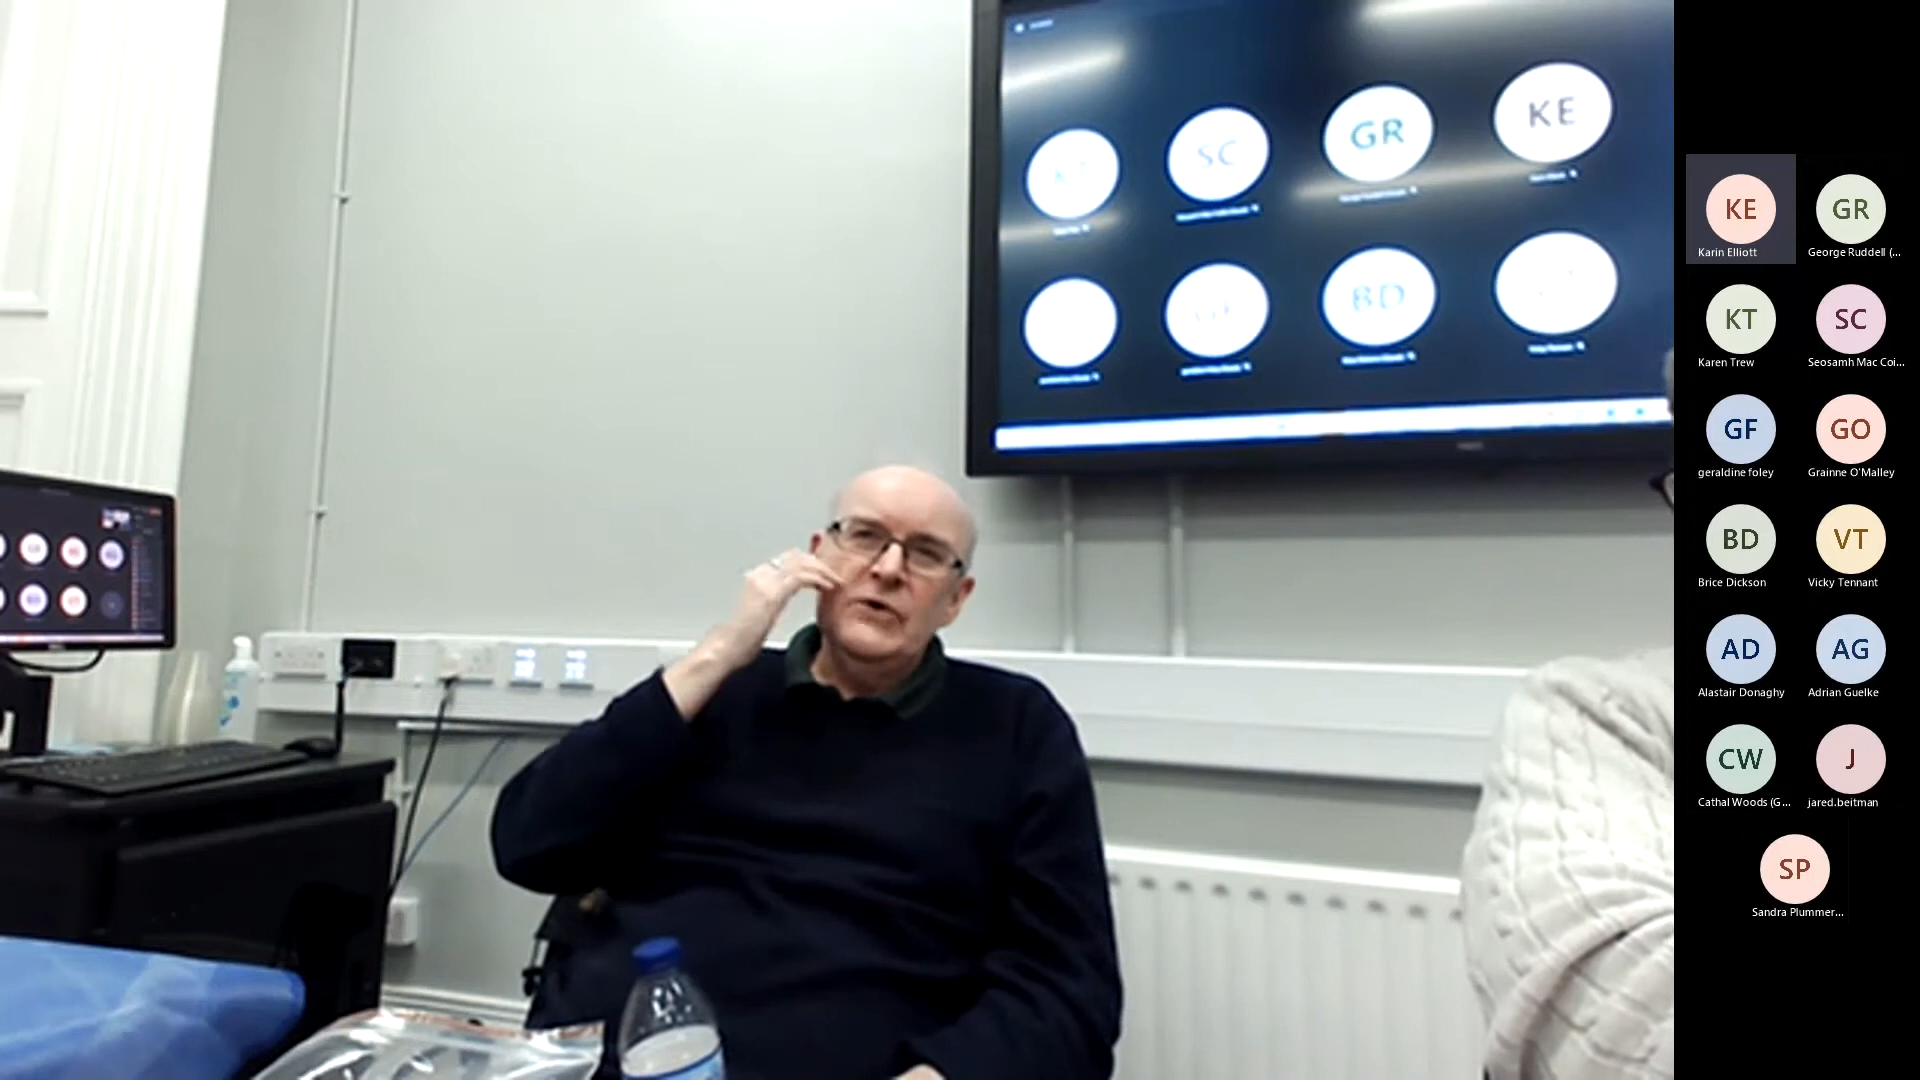 SC
GR
KE
BD
KE
Karin Elliott
GR
George Ruddell (...
KT
Karen Trew
SC
Seosamh Mac Coi...
GF
geraldine foley
GO
Grainne O'Malley
BD
Brice Dickson
VT
Vicky Tennant
AD
Alastair Donaghy
AG
Adrian Guelke
CW
Cathal Woods (G...
J
jared.beitman
SP
Sandra Plummer...